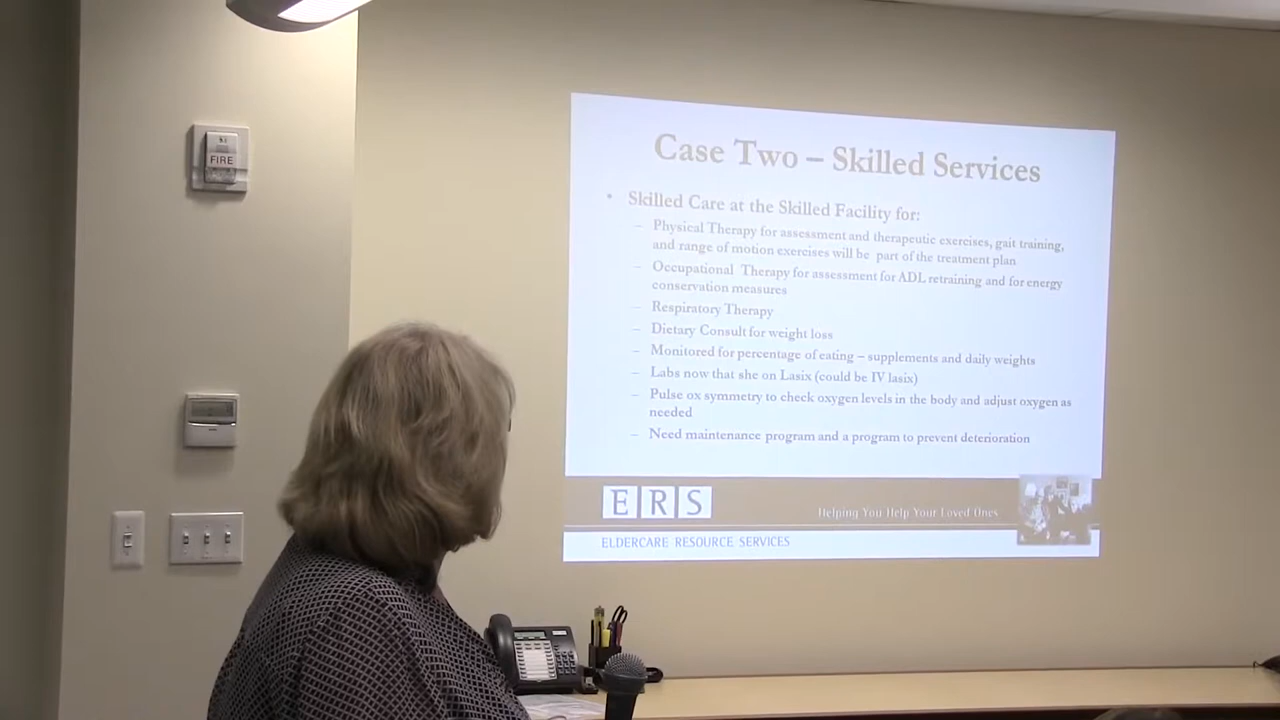 FIRE
Case Two – Skilled Services
• Skilled Care at the Skilled Facility for:
– Physical Therapy for assessment and therapeutic exercises, gait training,
and range of motion exercises will be part of the treatment plan
– Occupational Therapy for assessment for ADL retraining and for energy
conservation measures
– Respiratory Therapy
– Dietary Consult for weight loss
– Monitored for percentage of eating – supplements and daily weights
– Labs now that she on Lasix (could be IV lasix)
– Pulse ox symmetry to check oxygen levels in the body and adjust oxygen as
needed
– Need maintenance program and a program to prevent deterioration
ERS
Helping You Help Your Loved Ones
ELDERCARE RESOURCE SERVICES